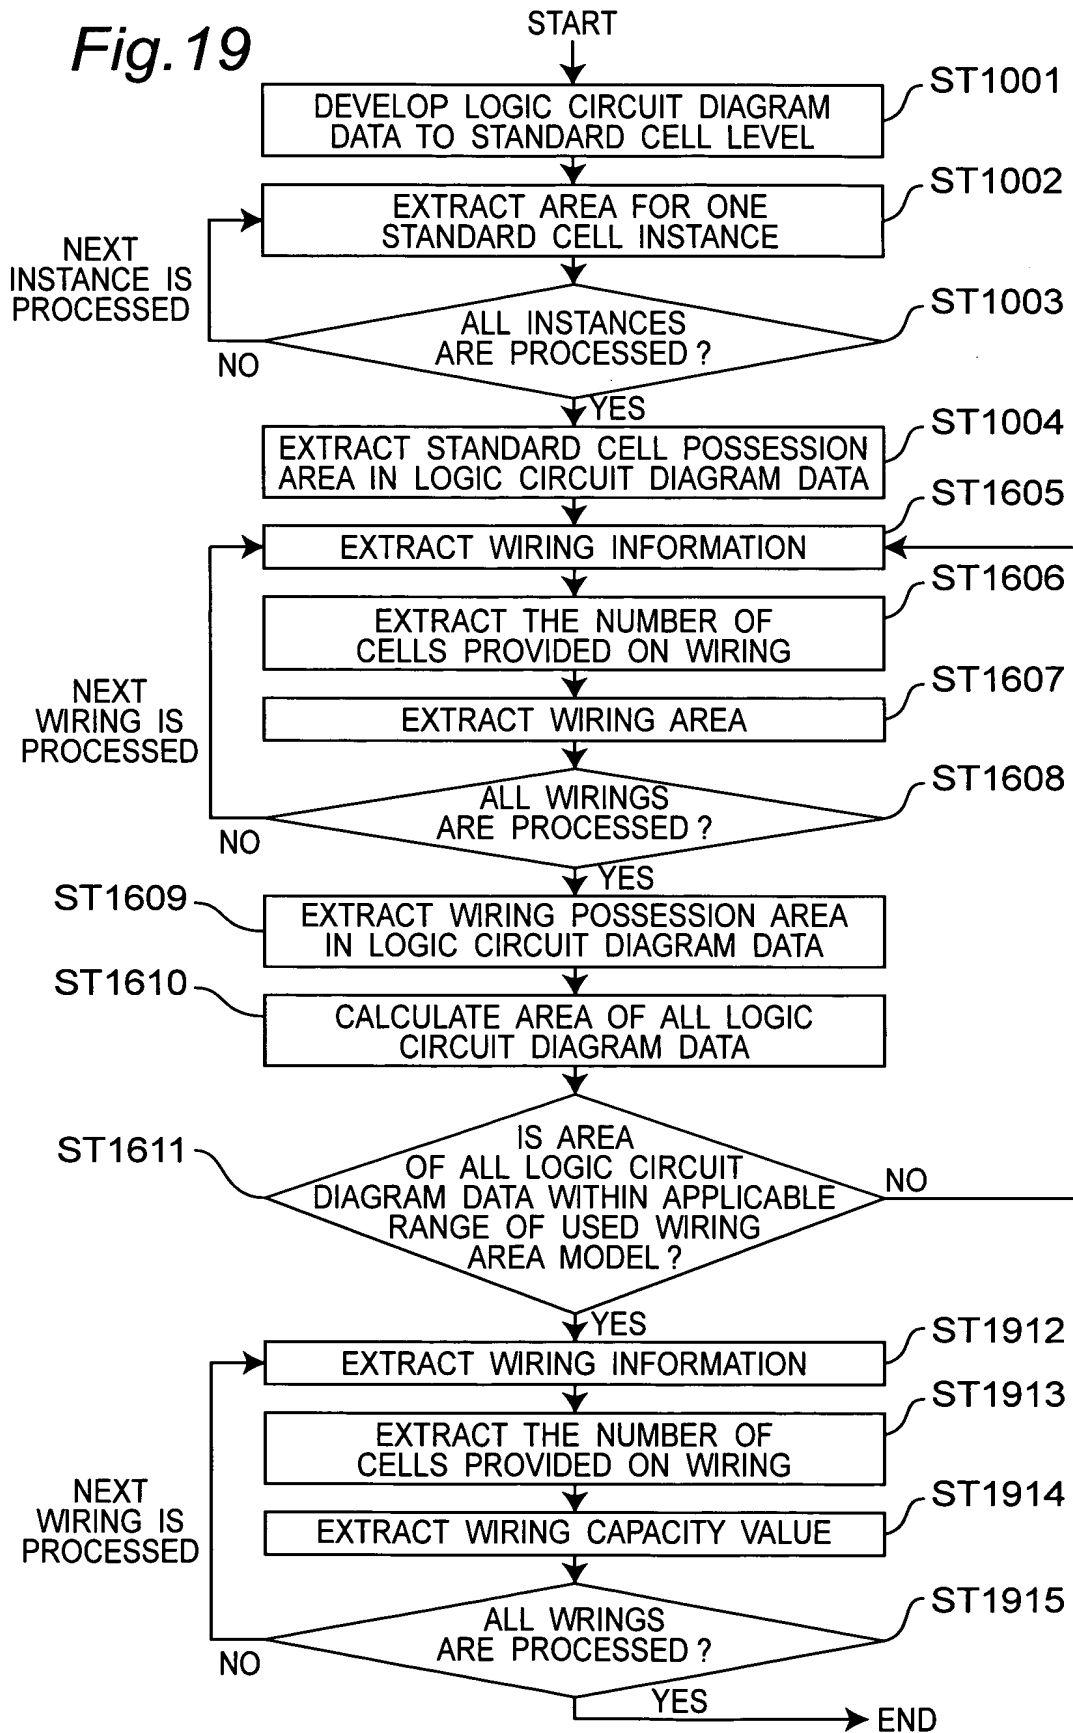 Fig.19
START
ST1001
DEVELOP LOGIC CIRCUIT DIAGRAM
DATA TO STANDARD CELL LEVEL
ST1002
EXTRACT AREA FOR ONE
STANDARD CELL INSTANCE
NEXT
INSTANCE IS
PROCESSED
ST1003
ALL INSTANCES
ARE PROCESSED?
NO
YES
ST1004
EXTRACT STANDARD CELL POSSESSION
AREA IN LOGIC CIRCUIT DIAGRAM DATA
ST1605
EXTRACT WIRING INFORMATION
ST1606
EXTRACT THE NUMBER OF
CELLS PROVIDED ON WIRING
ST1607
EXTRACT WIRING AREA
NEXT
WIRING IS
PROCESSED
ST1608
ALL WIRINGS
ARE PROCESSED?
NO
YES
ST1609
EXTRACT WIRING POSSESSION AREA
IN LOGIC CIRCUIT DIAGRAM DATA
ST1610
CALCULATE AREA OF ALL LOGIC
CIRCUIT DIAGRAM DATA
ST1611
IS AREA
OF ALL LOGIC CIRCUIT
DIAGRAM DATA WITHIN APPLICABLE
RANGE OF USED WIRING
AREA MODEL?
NO
YES
ST1912
EXTRACT WIRING INFORMATION
ST1913
EXTRACT THE NUMBER OF
CELLS PROVIDED ON WIRING
ST1914
EXTRACT WIRING CAPACITY VALUE
NEXT
WIRING IS
PROCESSED
ST1915
ALL WRINGS
ARE PROCESSED?
NO
YES
END